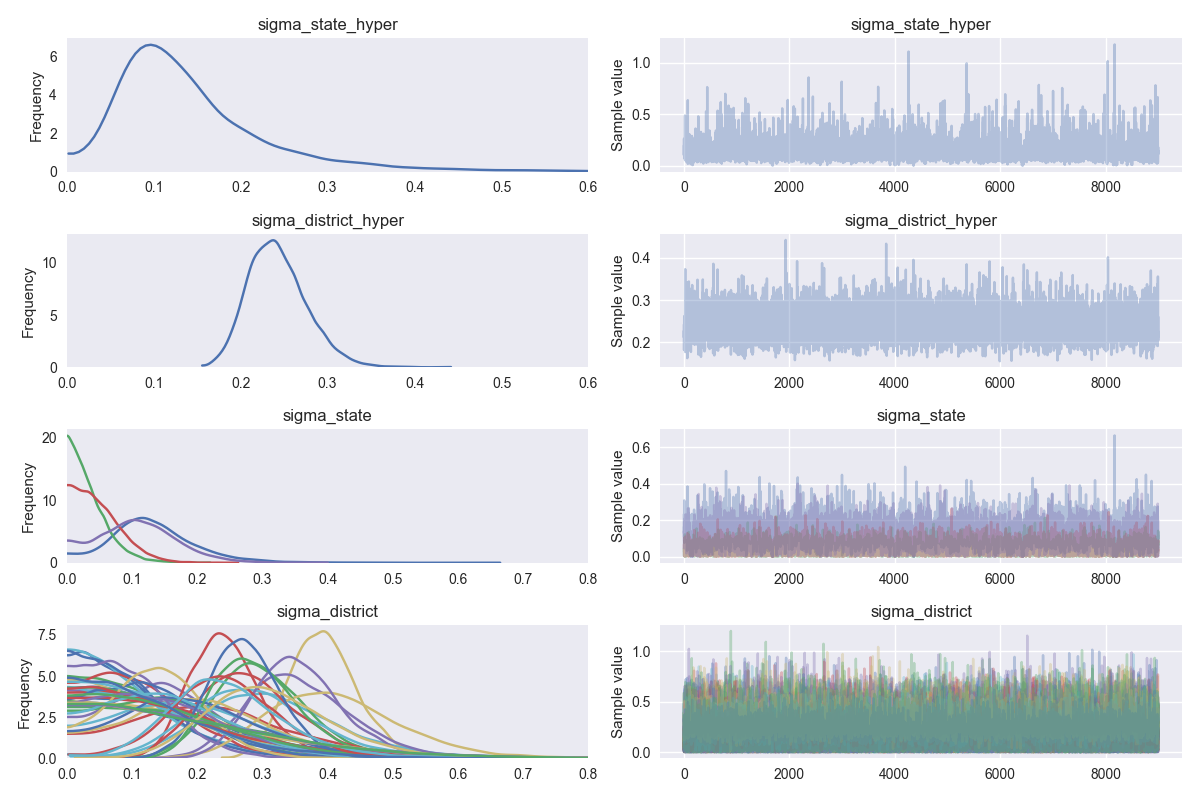 sigma_state_hyper
Frequency
6
4
2
0
0.0 0.1 0.2 0.3 0.4 0.5 0.6
sigma_state_hyper
Sample value
1.0
0.5
0.0
0 2000 4000 6000 8000
sigma_district_hyper
Frequency
10
5
0
0.0 0.1 0.2 0.3 0.4 0.5 0.6
sigma_district_hyper
Sample value
0.4
0.3
0.2
0 2000 4000 6000 8000
sigma_state
Frequency
20
10
0
0.0 0.1 0.2 0.3 0.4 0.5 0.6 0.7 0.8
sigma_state
Sample value
0.6
0.4
0.2
0.0
0 2000 4000 6000 8000
sigma_district
Frequency
7.5
5.0
2.5
0.0
0.0 0.1 0.2 0.3 0.4 0.5 0.6 0.7 0.8
sigma_district
Sample value
1.0
0.5
0.0
0 2000 4000 6000 8000